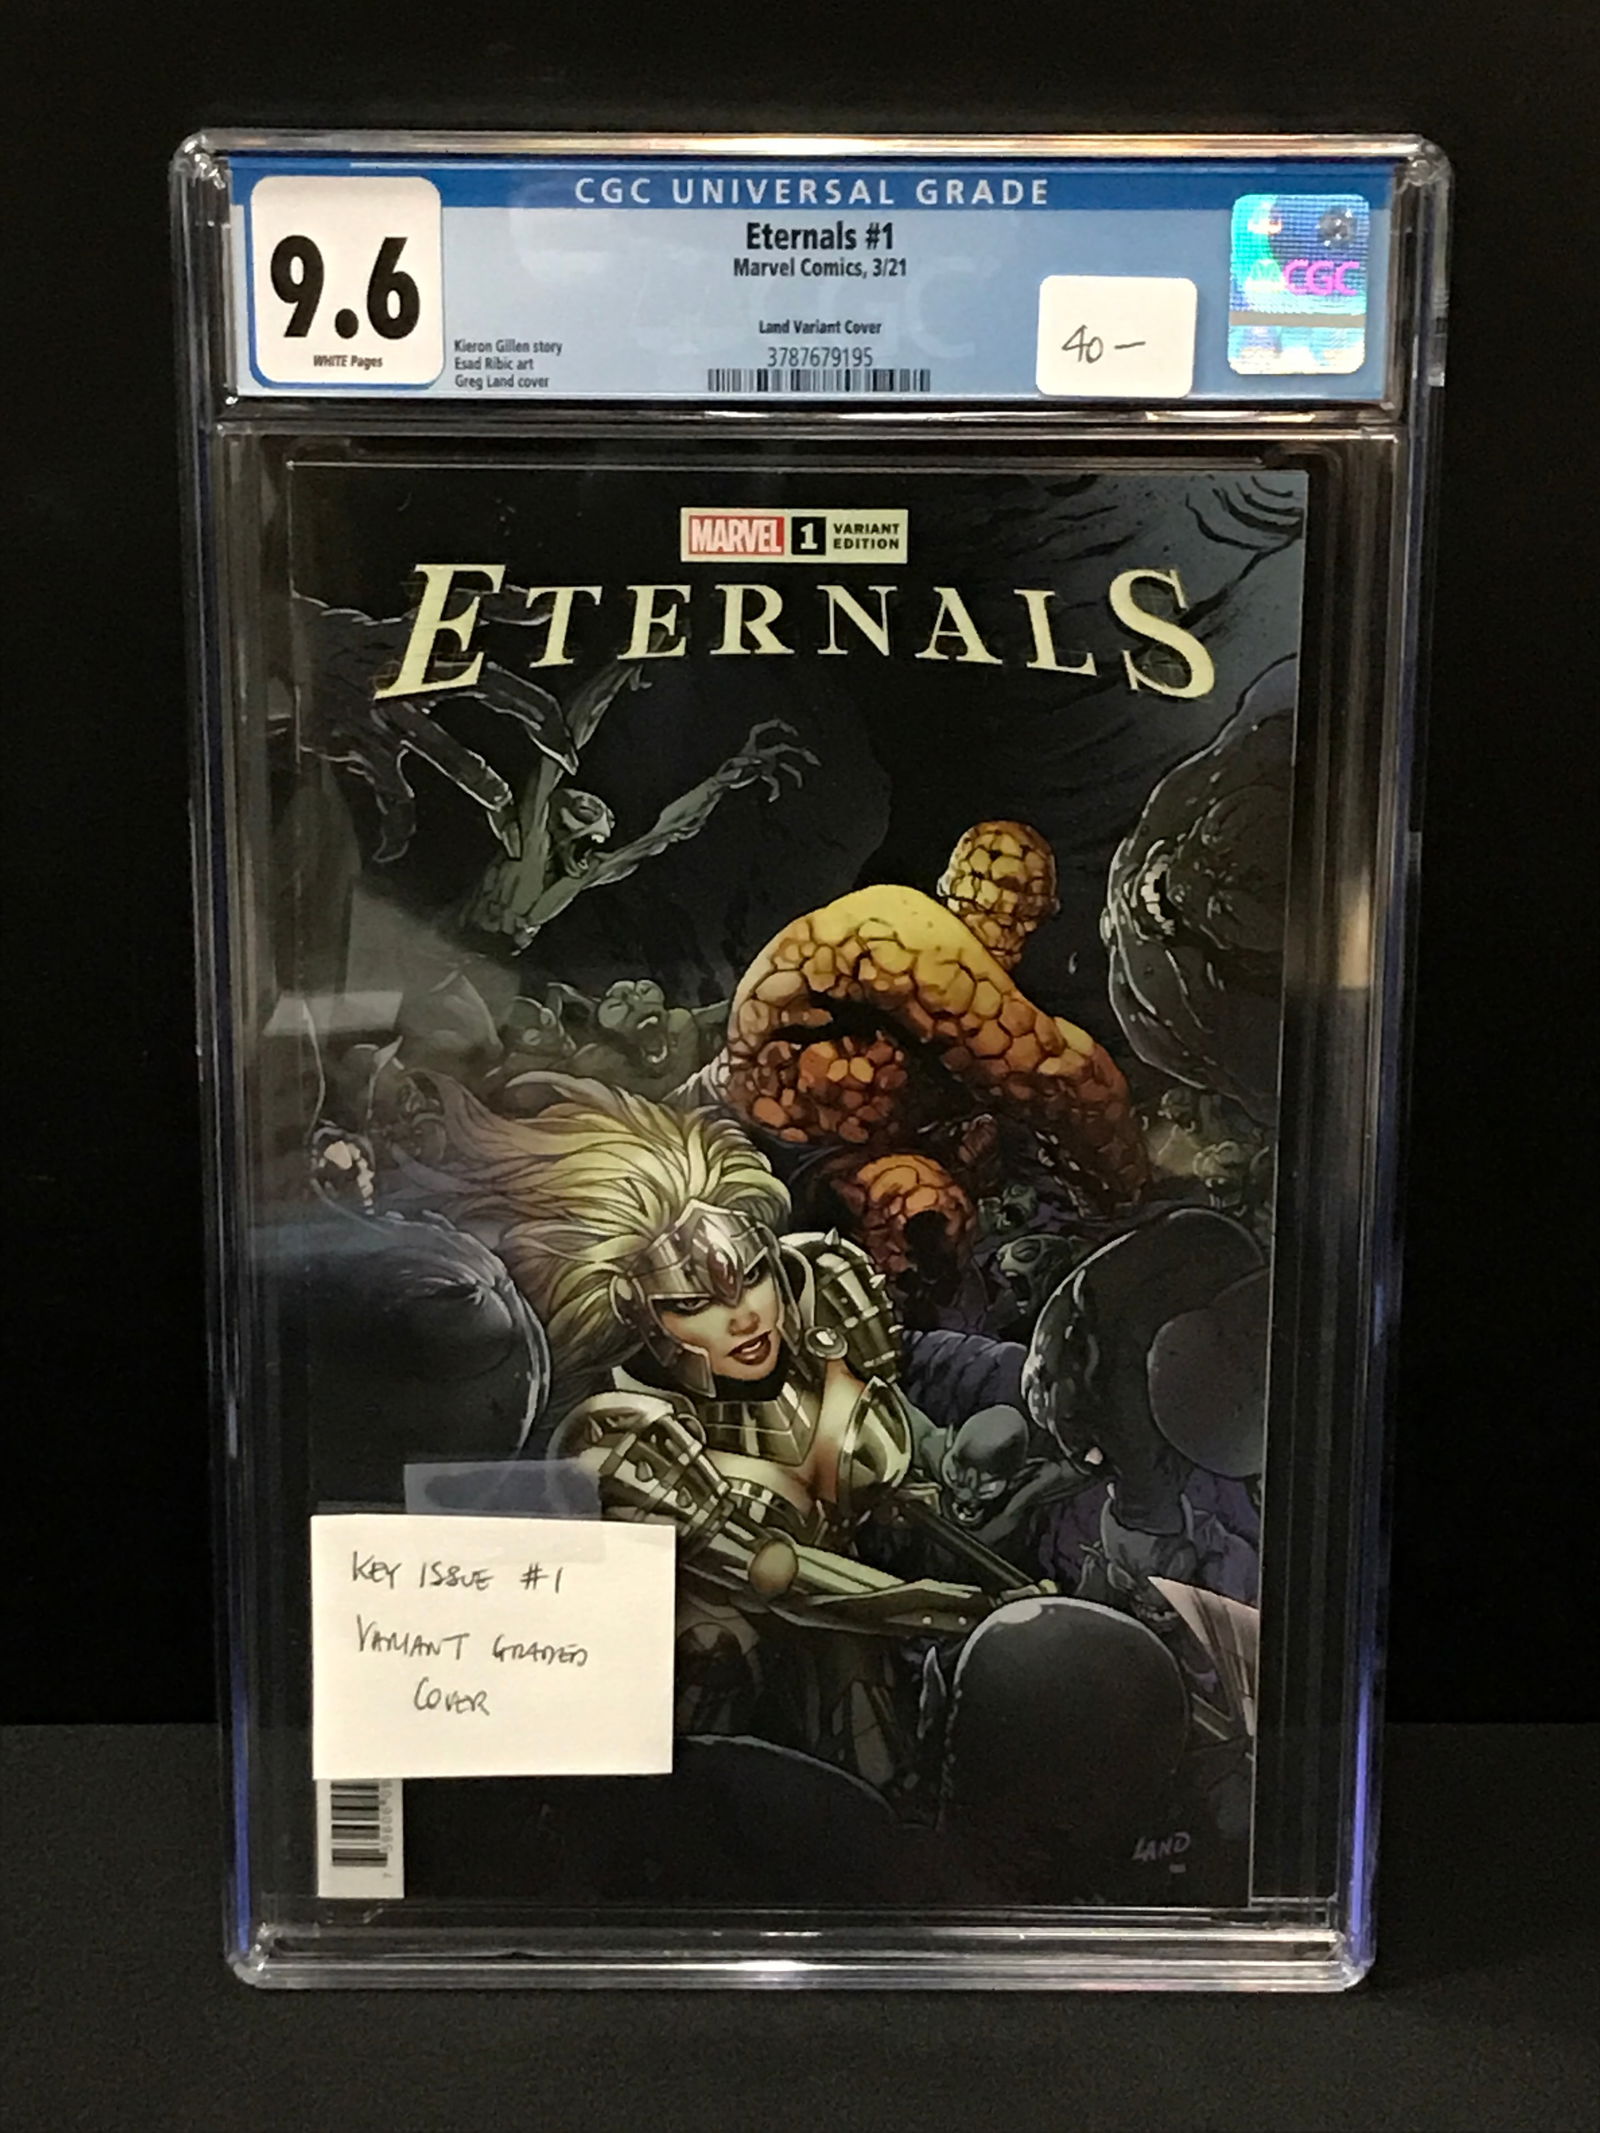 CGC UNIVERSAL GRADE
9.6
WHITE Pages
Eternals #1
Marvel Comics, 3/21
Land Variant Cover
3787679195
Kieron Gillen story
Esad Ribic art
Greg Land cover
40 —
CGC
MARVEL 1 VARIANT EDITION
ETERNALS
KEY ISSUE #1
VARIANT GRADED
COVER
LAND